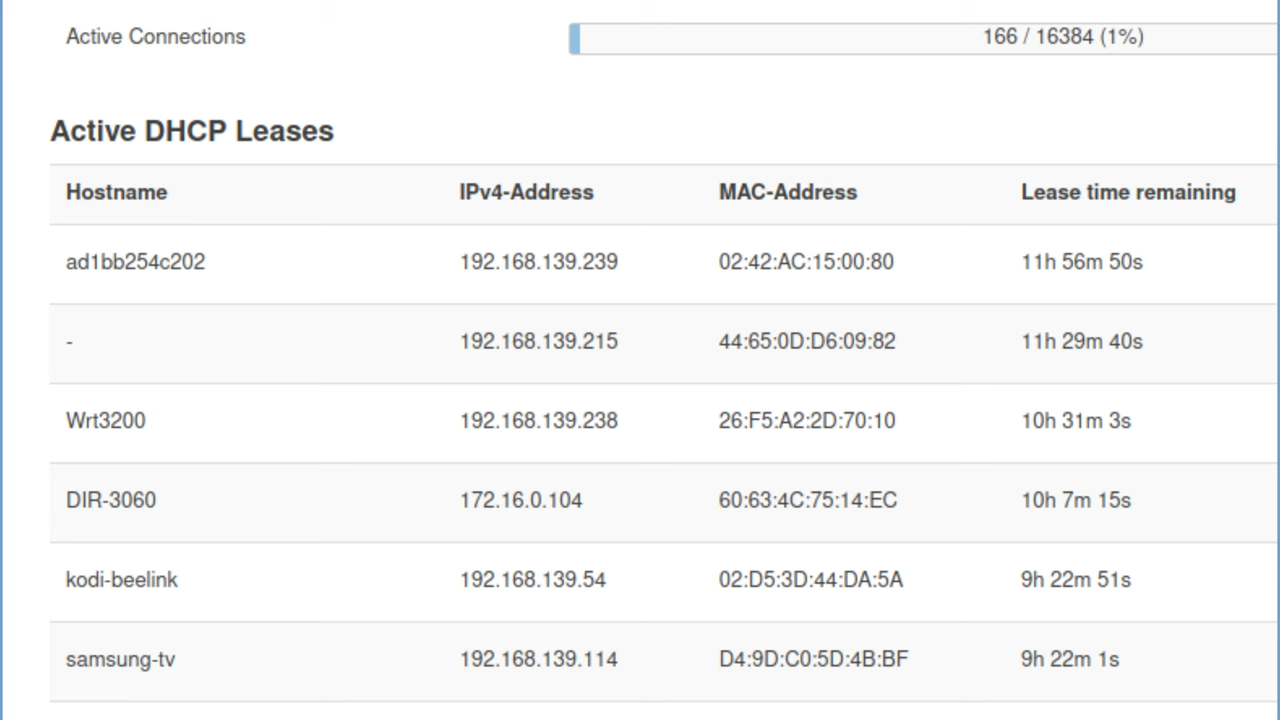 Active Connections 166 / 16384 (1%)
Active DHCP Leases
Hostname IPv4-Address MAC-Address Lease time remaining
ad1bb254c202 192.168.139.239 02:42:AC:15:00:80 11h 56m 50s
- 192.168.139.215 44:65:0D:D6:09:82 11h 29m 40s
Wrt3200 192.168.139.238 26:F5:A2:2D:70:10 10h 31m 3s
DIR-3060 172.16.0.104 60:63:4C:75:14:EC 10h 7m 15s
kodi-beelink 192.168.139.54 02:D5:3D:44:DA:5A 9h 22m 51s
samsung-tv 192.168.139.114 D4:9D:C0:5D:4B:BF 9h 22m 1s